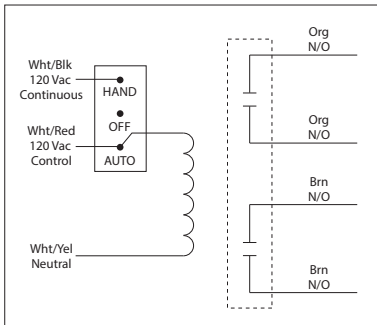 Wht/Blk
120 Vac
Continuous
HAND
OFF
Wht/Red
120 Vac
Control
AUTO
Wht/Yel
Neutral
Org
N/O
Org
N/O
Brn
N/O
Brn
N/O